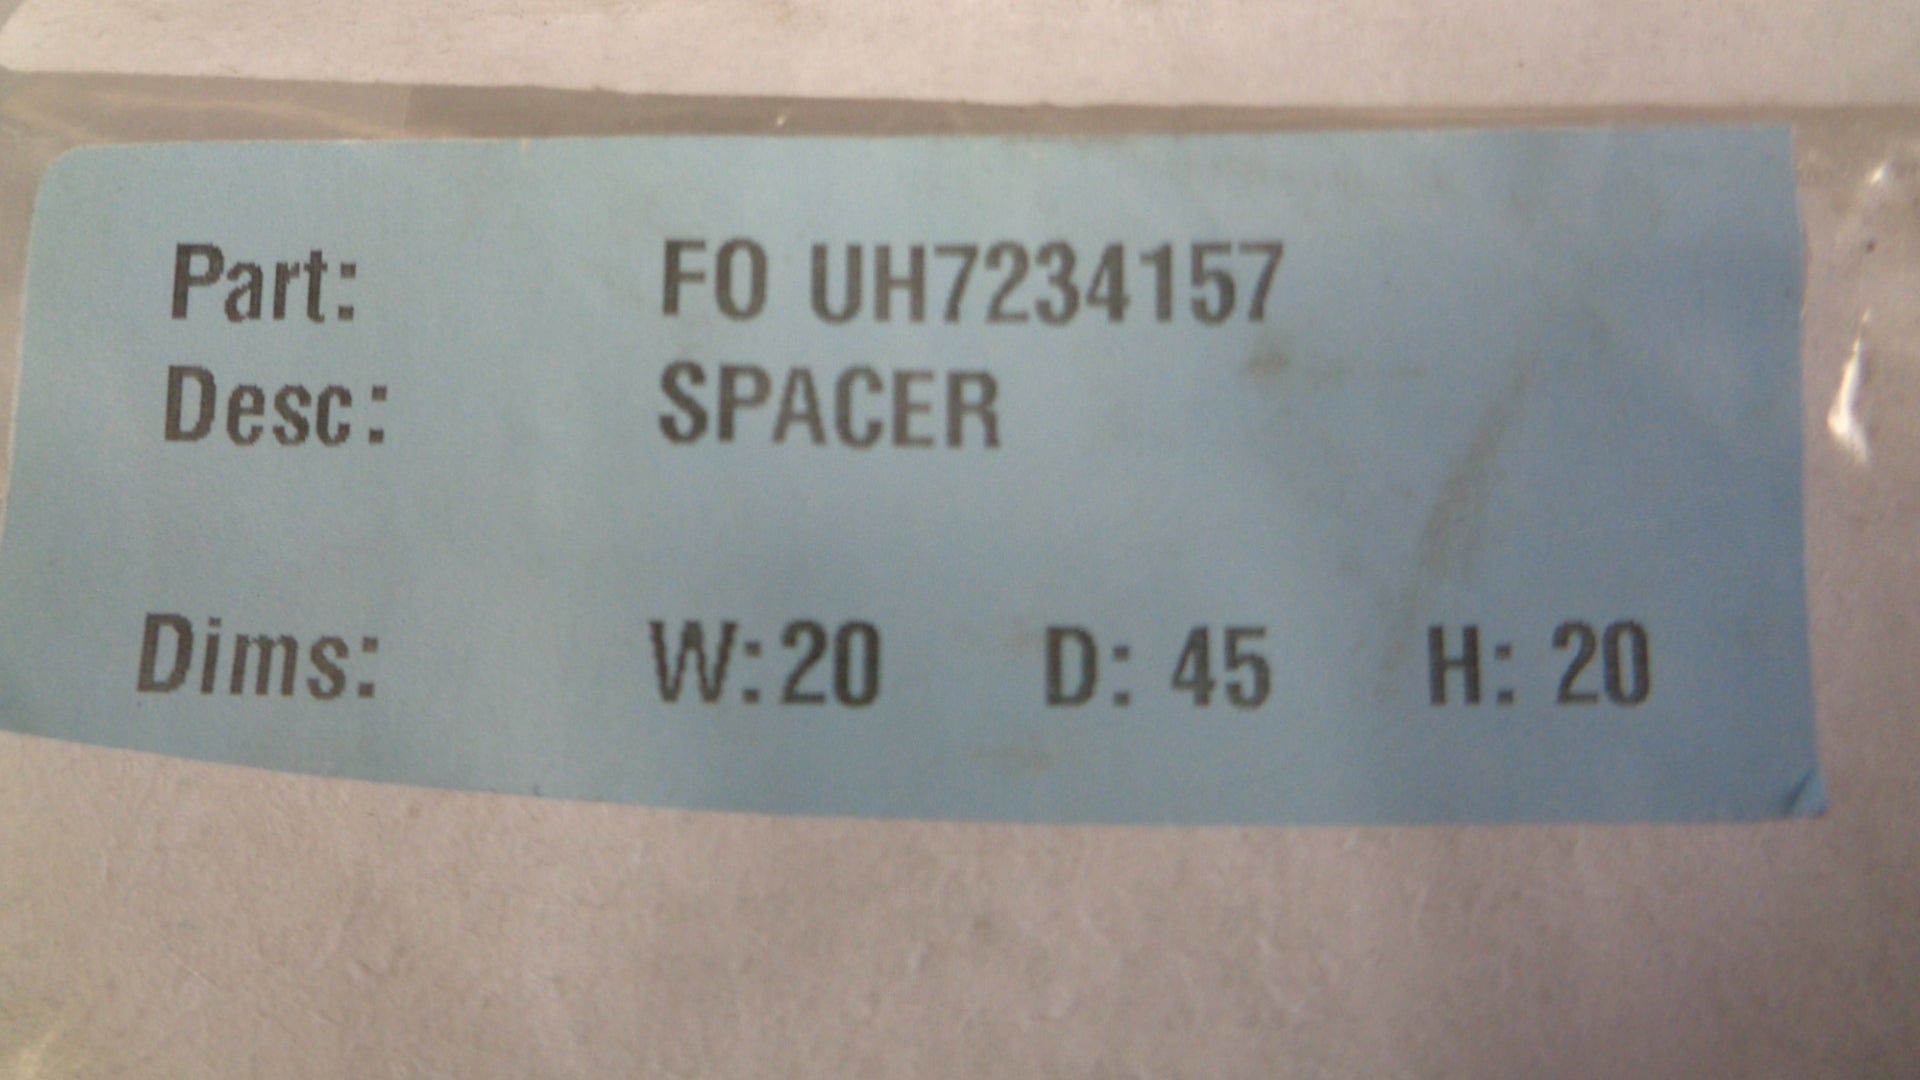 Part: FO UH7234157
Desc: SPACER
Dims: W:20 D: 45 H: 20